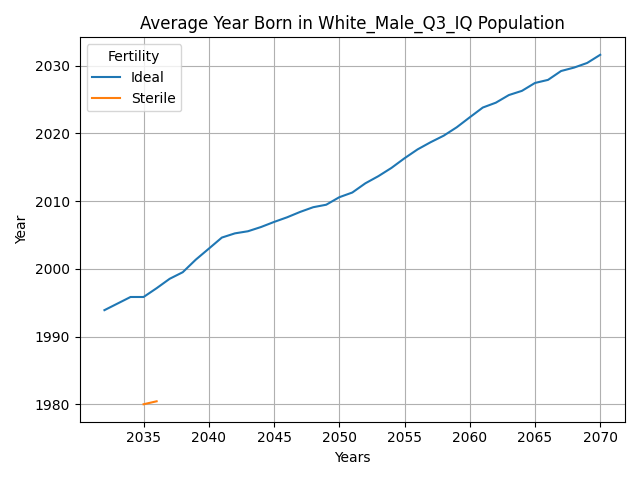 Average Year Born in White_Male_Q3_IQ Population
Fertility
Ideal
Sterile
Year
2030
2020
2010
2000
1990
1980
2035 2040 2045 2050 2055 2060 2065 2070
Years